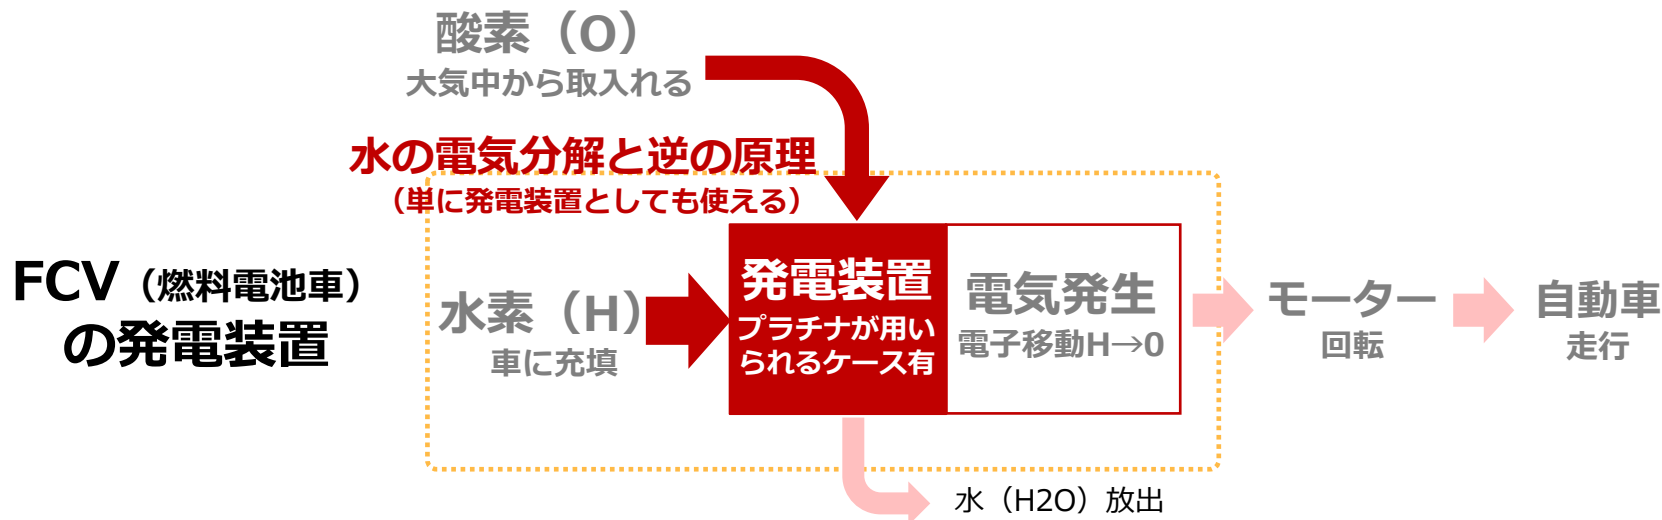 酸素（O）
大気中から取入れる
水の電気分解と逆の原理
（単に発電装置としても使える）
FCV（燃料電池車）
の発電装置
水素（H）
車に充填
発電装置
プラチナが用い
られるケース有
電気発生
電子移動H→0
モーター
回転
自動車
走行
水（H2O）放出